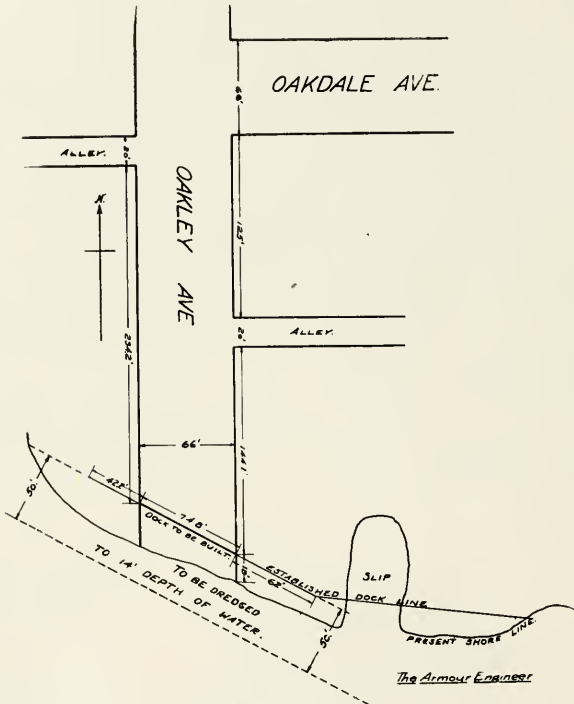 OAKDALE AVE.
66'
ALLEY.
20'
OAKLEY AVE
N.
125'
20'
ALLEY.
234.2'
144.1'
66'
42.2'
74.8'
DOCK TO BE BUILT.
50'
62'
ESTABLISHED DOCK LINE
SLIP
TO BE DREDGED
TO 14' DEPTH OF WATER.
50'
PRESENT SHORE LINE.
The Armour Engineer